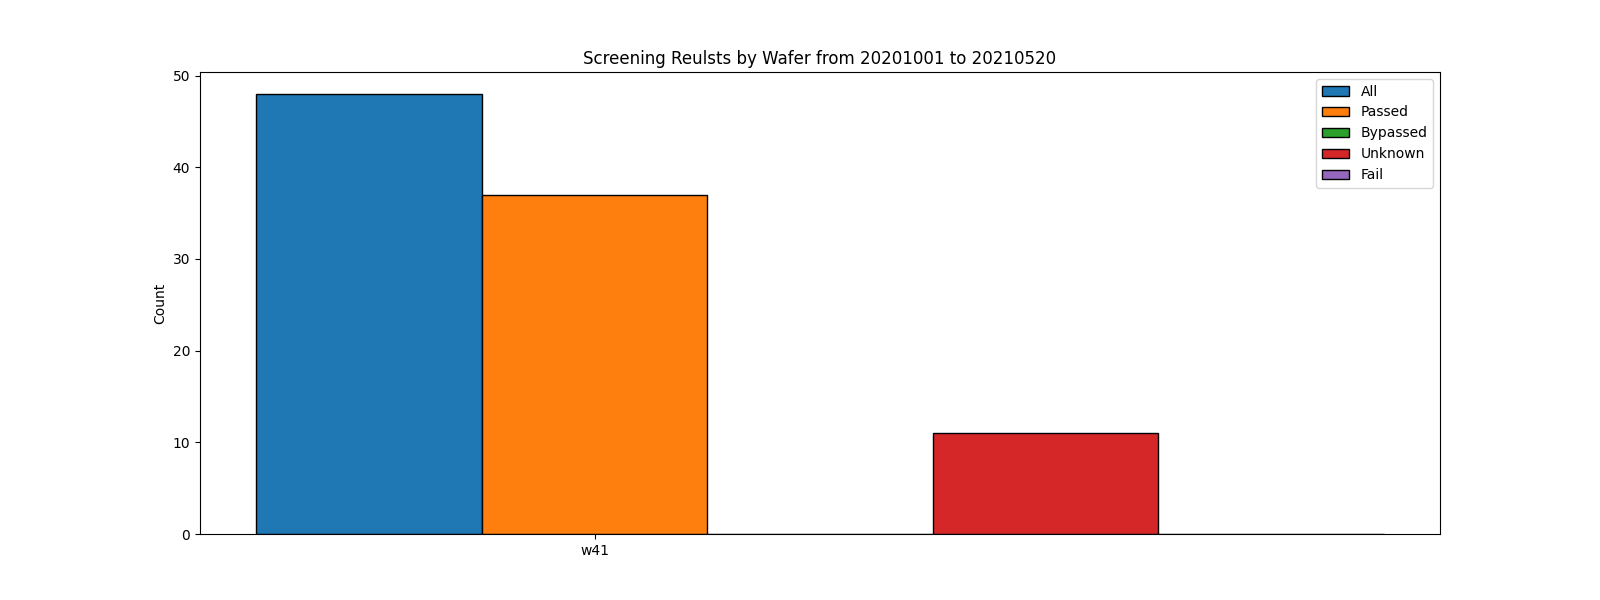 Screening Reulsts by Wafer from 20201001 to 20210520
50
40
30
20
10
0
Count
w41
All
Passed
Bypassed
Unknown
Fail